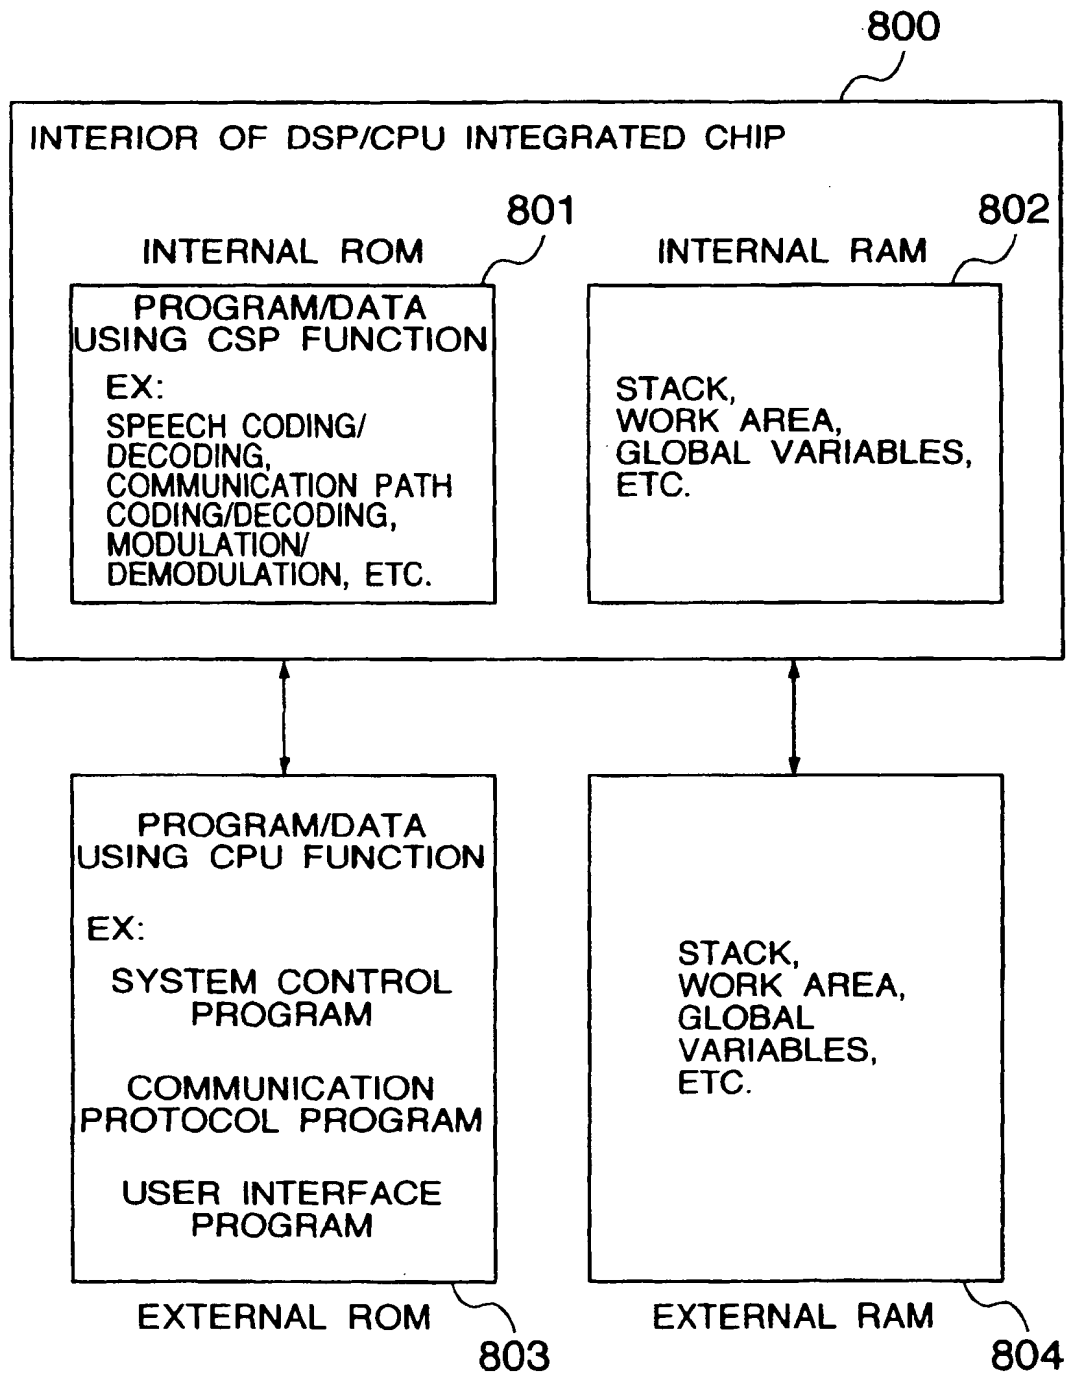 800
INTERIOR OF DSP/CPU INTEGRATED CHIP
801
INTERNAL ROM
PROGRAM/DATA
USING CSP FUNCTION
EX:
SPEECH CODING/
DECODING,
COMMUNICATION PATH
CODING/DECODING,
MODULATION/
DEMODULATION, ETC.
802
INTERNAL RAM
STACK,
WORK AREA,
GLOBAL VARIABLES,
ETC.
PROGRAM/DATA
USING CPU FUNCTION
EX:
SYSTEM CONTROL
PROGRAM
COMMUNICATION
PROTOCOL PROGRAM
USER INTERFACE
PROGRAM
EXTERNAL ROM
803
STACK,
WORK AREA,
GLOBAL
VARIABLES,
ETC.
EXTERNAL RAM
804